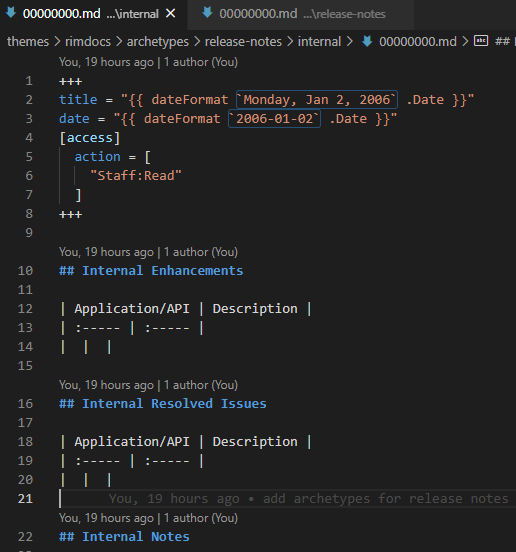 00000000.md ...\internal
00000000.md ...\release-notes
themes > rimdocs > archetypes > release-notes > internal > 00000000.md > abc ##
You, 19 hours ago | 1 author (You)
1 +++
2 title = "{{ dateFormat `Monday, Jan 2, 2006` .Date }}"
3 date = "{{ dateFormat `2006-01-02` .Date }}"
4 [access]
5 action = [
6 "Staff:Read"
7 ]
8 +++
9
You, 19 hours ago | 1 author (You)
10 ## Internal Enhancements
11
12 | Application/API | Description |
13 | :----- | :----- |
14 | | |
15
You, 19 hours ago | 1 author (You)
16 ## Internal Resolved Issues
17
18 | Application/API | Description |
19 | :----- | :----- |
20 | | |
21 You, 19 hours ago • add archetypes for release notes
You, 19 hours ago | 1 author (You)
22 ## Internal Notes